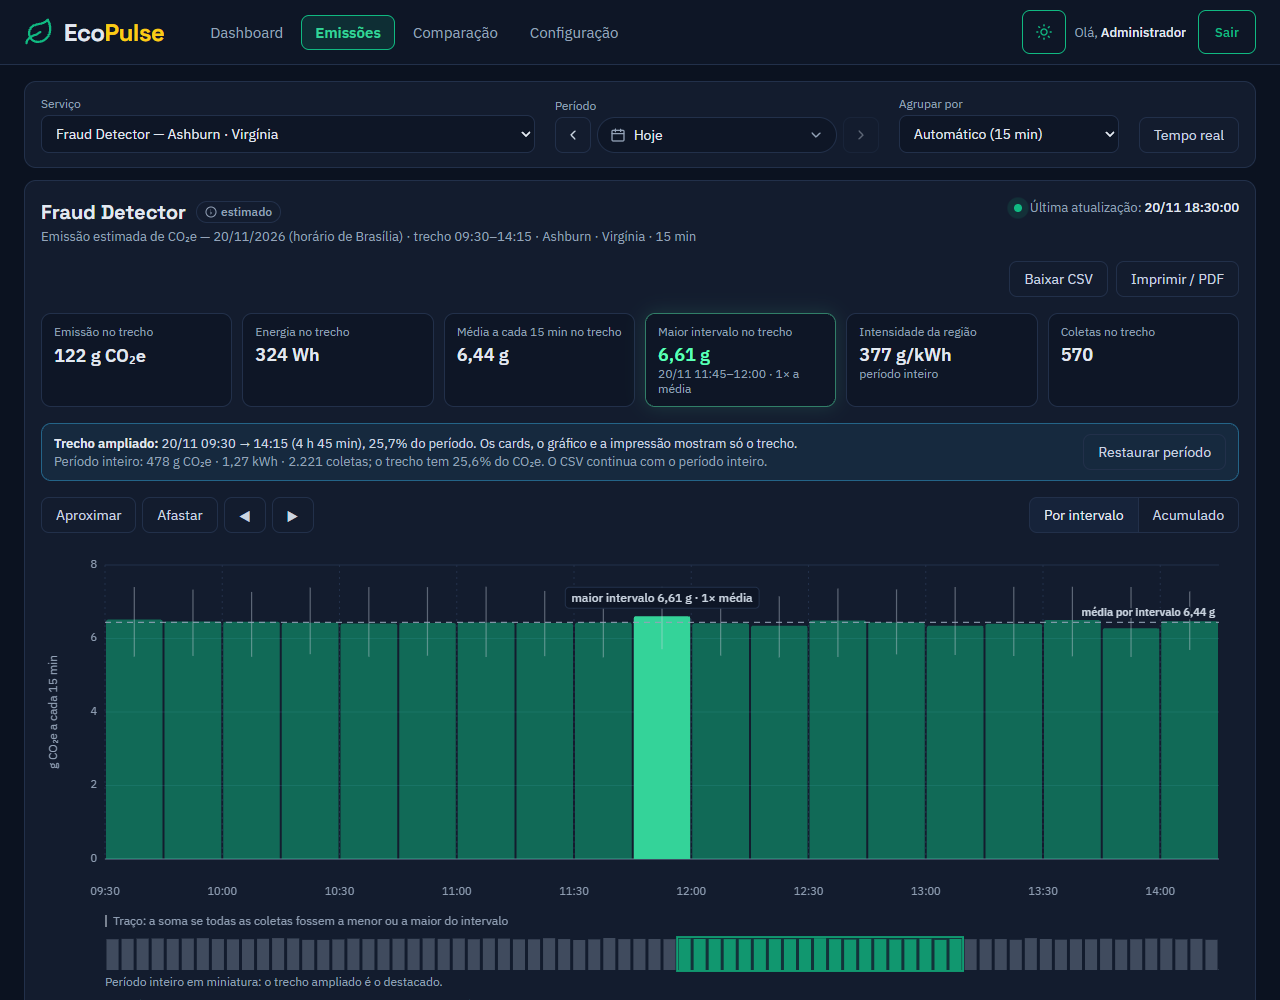 EcoPulse
Dashboard
Emissões
Comparação
Configuração
Olá, Administrador
Sair
Serviço
Fraud Detector — Ashburn · Virgínia
Período
Hoje
Agrupar por
Automático (15 min)
Tempo real
Fraud Detector
estimado
Última atualização: 20/11 18:30:00
Emissão estimada de CO₂e — 20/11/2026 (horário de Brasília) · trecho 09:30–14:15 · Ashburn · Virgínia · 15 min
Baixar CSV
Imprimir / PDF
Emissão no trecho
122 g CO₂e
Energia no trecho
324 Wh
Média a cada 15 min no trecho
6,44 g
Maior intervalo no trecho
6,61 g
20/11 11:45–12:00 · 1× a
média
Intensidade da região
377 g/kWh
período inteiro
Coletas no trecho
570
Trecho ampliado: 20/11 09:30 → 14:15 (4 h 45 min), 25,7% do período. Os cards, o gráfico e a impressão mostram só o trecho.
Período inteiro: 478 g CO₂e · 1,27 kWh · 2.221 coletas; o trecho tem 25,6% do CO₂e. O CSV continua com o período inteiro.
Restaurar período
Aproximar
Afastar
Por intervalo
Acumulado
g CO₂e a cada 15 min
8
6
4
2
0
maior intervalo 6,61 g · 1× média
média por intervalo 6,44 g
09:30
10:00
10:30
11:00
11:30
12:00
12:30
13:00
13:30
14:00
Traço: a soma se todas as coletas fossem a menor ou a maior do intervalo
Período inteiro em miniatura: o trecho ampliado é o destacado.